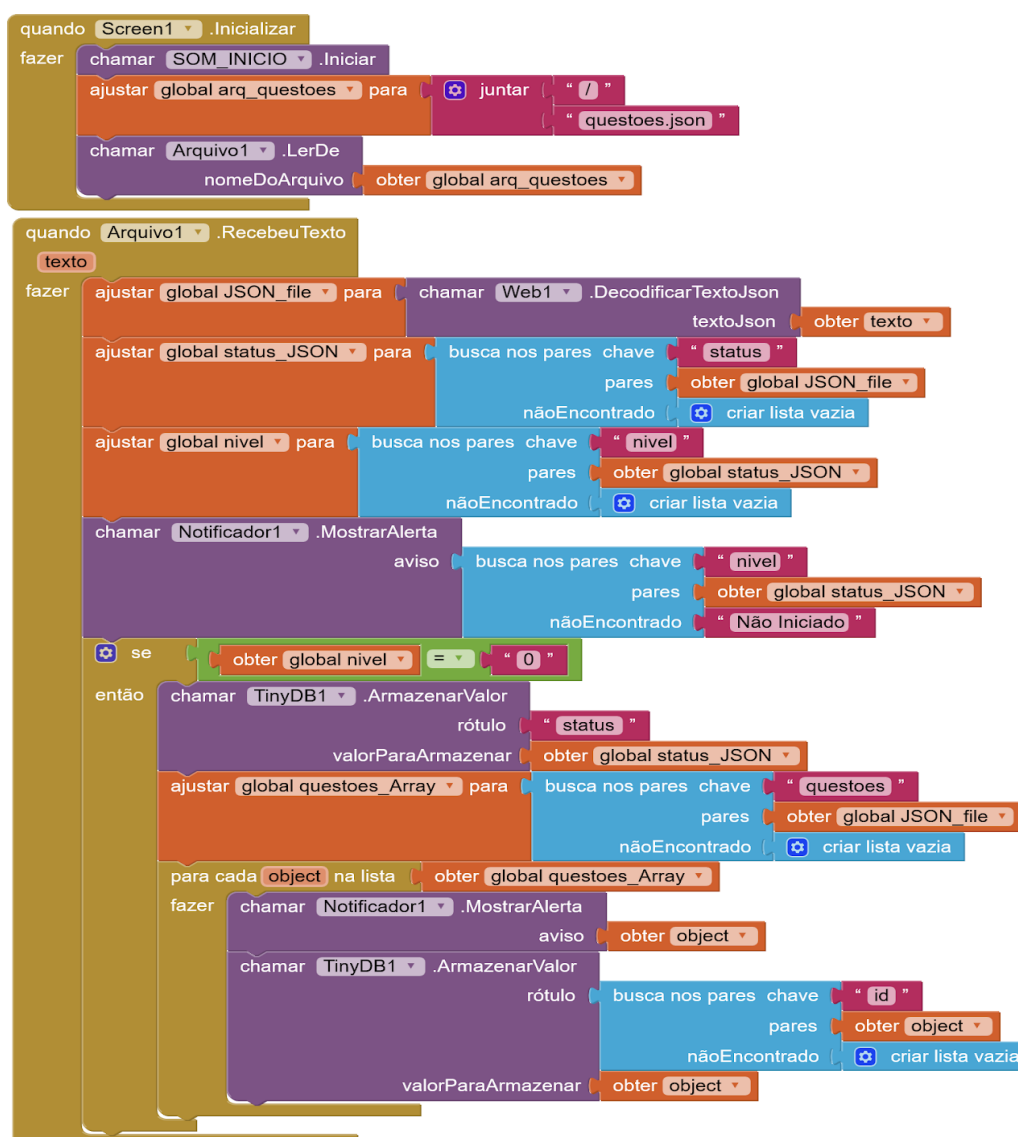 quando Screen1 .Inicializar
fazer chamar SOM_INICIO .Iniciar
ajustar global arq_questoes para juntar " / "
" questoes.json "
chamar Arquivo1 .LerDe
nomeDoArquivo obter global arq_questoes
quando Arquivo1 .RecebeuTexto
texto
fazer ajustar global JSON_file para chamar Web1 .DecodificarTextoJson
textoJson obter texto
ajustar global status_JSON para busca nos pares chave " status "
pares obter global JSON_file
nãoEncontrado criar lista vazia
ajustar global nivel para busca nos pares chave " nivel "
pares obter global status_JSON
nãoEncontrado criar lista vazia
chamar Notificador1 .MostrarAlerta
aviso busca nos pares chave " nivel "
pares obter global status_JSON
nãoEncontrado " Não Iniciado "
se obter global nivel = " 0 "
então chamar TinyDB1 .ArmazenarValor
rótulo " status "
valorParaArmazenar obter global status_JSON
ajustar global questoes_Array para busca nos pares chave " questoes "
pares obter global JSON_file
nãoEncontrado criar lista vazia
para cada object na lista obter global questoes_Array
fazer chamar Notificador1 .MostrarAlerta
aviso obter object
chamar TinyDB1 .ArmazenarValor
rótulo busca nos pares chave " id "
pares obter object
nãoEncontrado criar lista vazia
valorParaArmazenar obter object